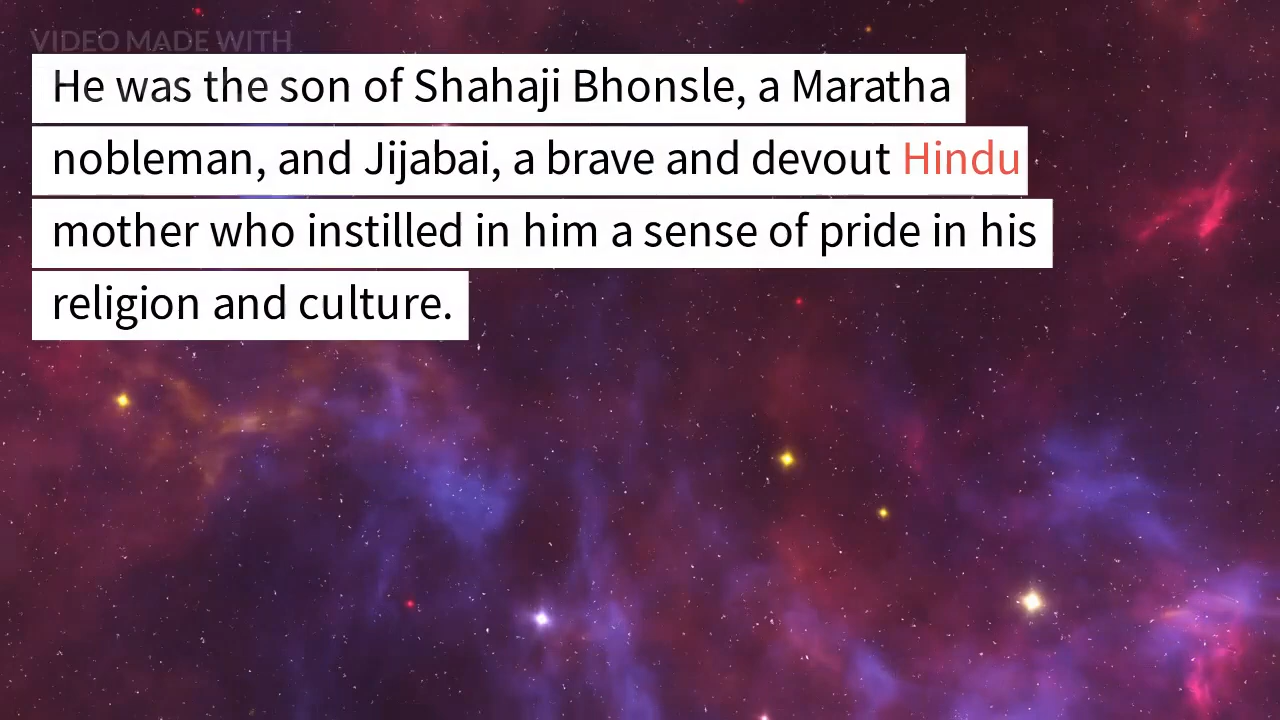 VIDEO MADE WITH
He was the son of Shahaji Bhonsle, a Maratha
nobleman, and Jijabai, a brave and devout Hindu
mother who instilled in him a sense of pride in his
religion and culture.